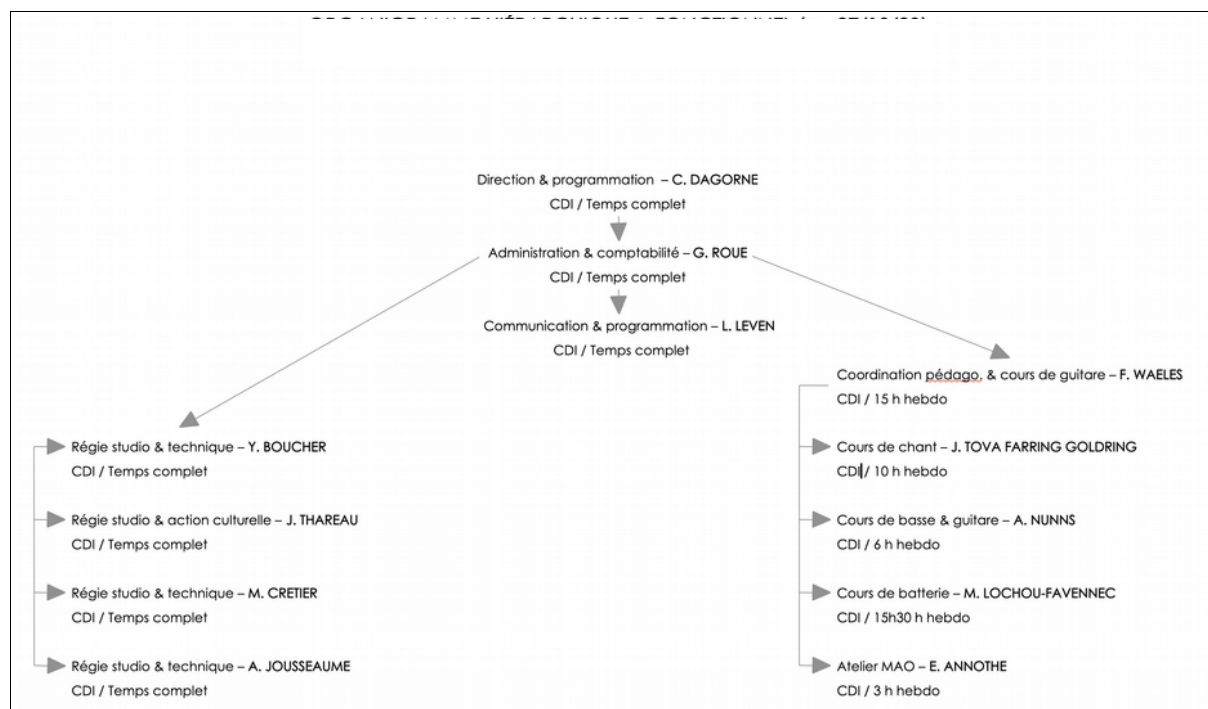 Direction & programmation – C. DAGORNE
CDI / Temps complet
Administration & comptabilité – G. ROUE
CDI / Temps complet
Communication & programmation – L. LEVEN
CDI / Temps complet
Régie studio & technique – Y. BOUCHER
CDI / Temps complet
Régie studio & action culturelle – J. THAREAU
CDI / Temps complet
Régie studio & technique – M. CRETIER
CDI / Temps complet
Régie studio & technique – A. JOUSSEAUME
CDI / Temps complet
Coordination pédago. & cours de guitare – F. WAELES
CDI / 15 h hebdo
Cours de chant – J. TOVA FARRING GOLDRING
CDI / 10 h hebdo
Cours de basse & guitare – A. NUNNS
CDI / 6 h hebdo
Cours de batterie – M. LOCHOU-FAVENNEC
CDI / 15h30 h hebdo
Atelier MAO – E. ANNOTHE
CDI / 3 h hebdo